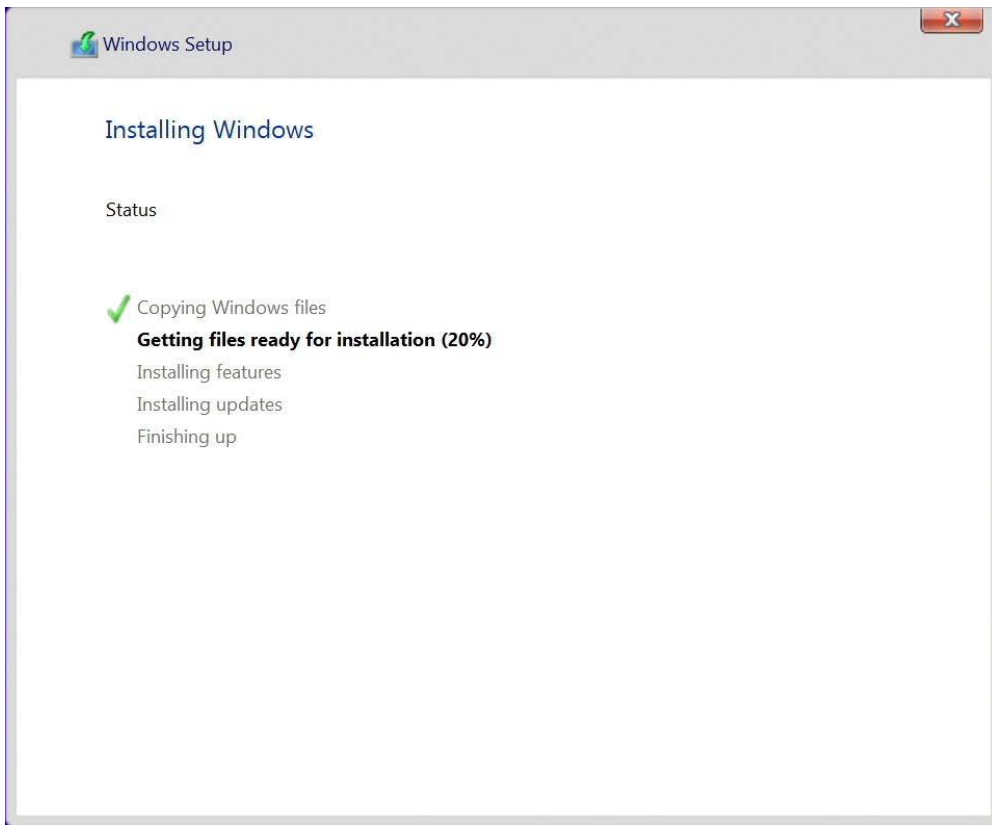 Windows Setup
Installing Windows
Status
Copying Windows files
Getting files ready for installation (20%)
Installing features
Installing updates
Finishing up